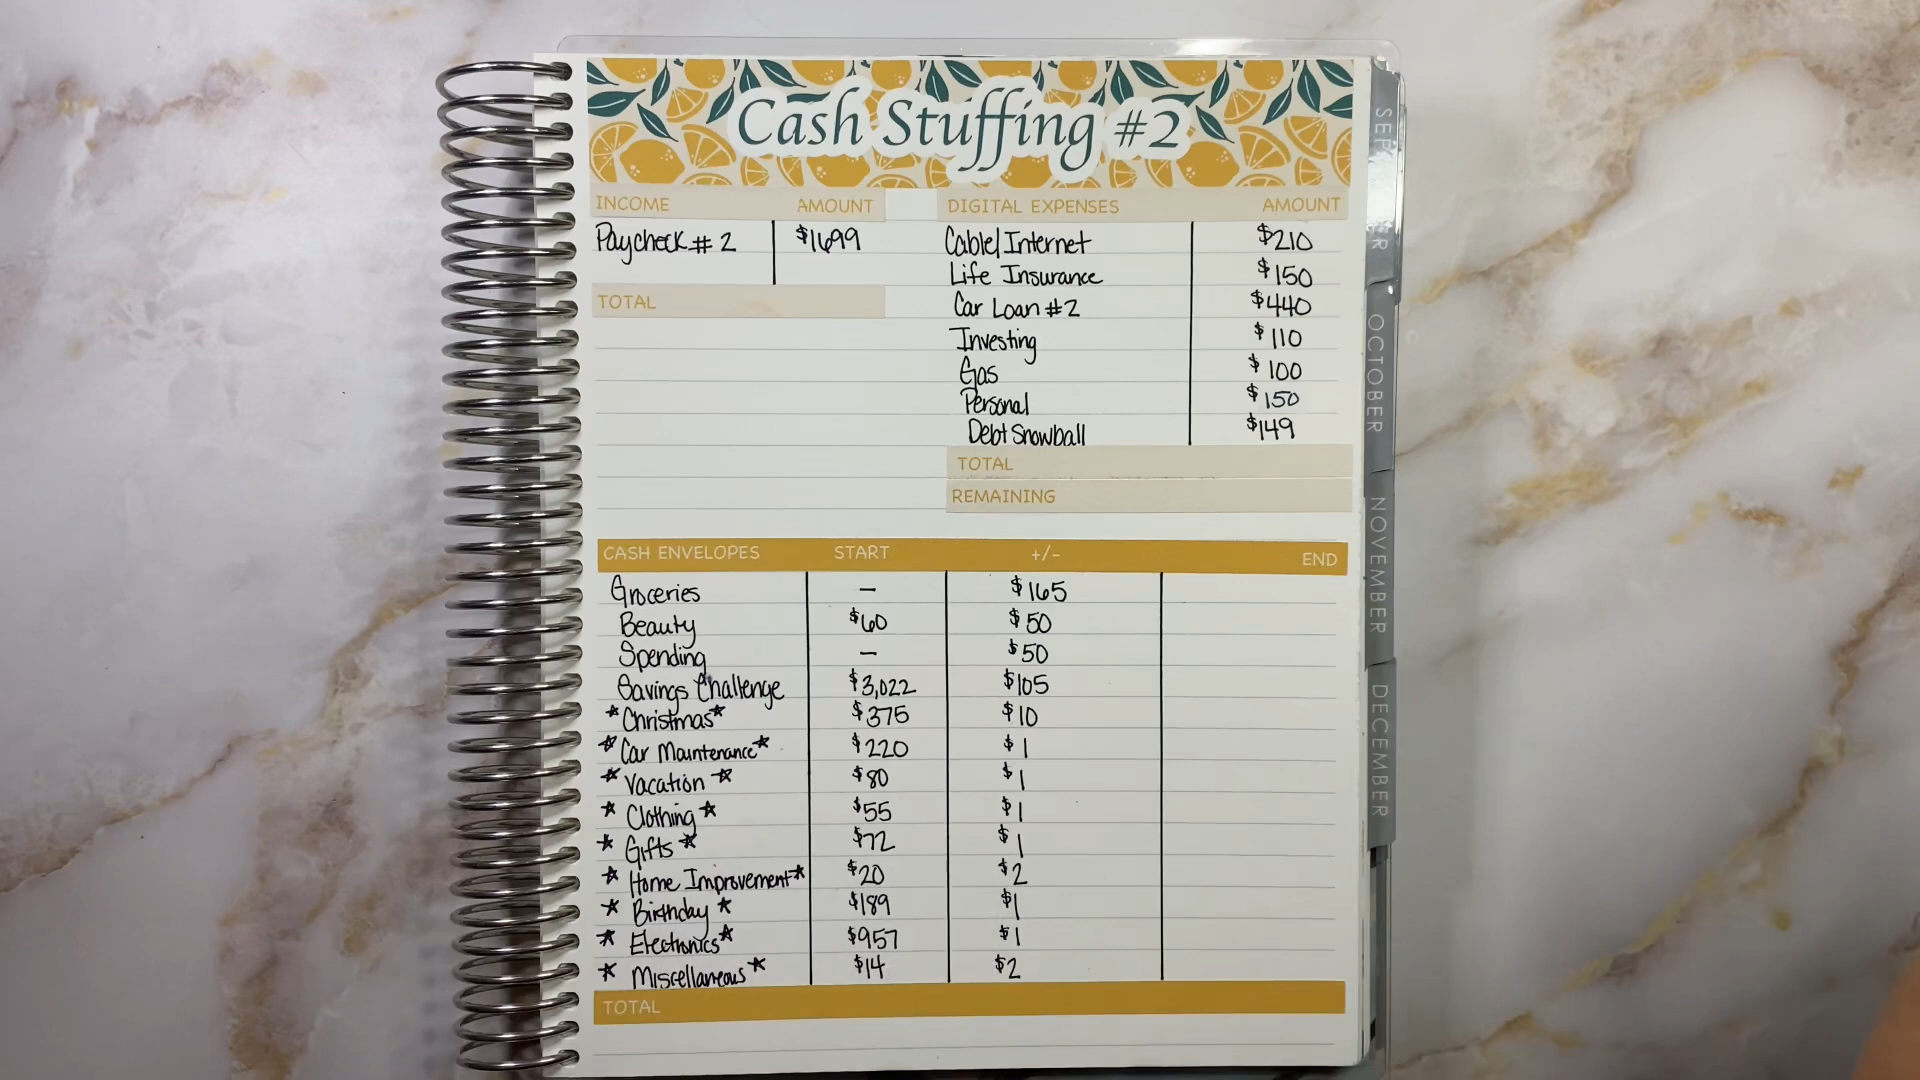 Cash Stuffing #2
INCOME AMOUNT
Paycheck #2 $1699
TOTAL
DIGITAL EXPENSES AMOUNT
Cable/Internet $210
Life Insurance $150
Car Loan #2 $440
Investing $110
Gas $100
Personal $150
Debt Snowball $149
TOTAL
REMAINING
CASH ENVELOPES START +/- END
Groceries — $165
Beauty $60 $50
Spending — $50
Savings Challenge $3,022 $105
*Christmas* $375 $10
*Car Maintenance* $220 $1
*Vacation* $80 $1
*Clothing* $55 $1
*Gifts* $72 $1
*Home Improvement* $20 $2
*Birthday* $189 $1
*Electronics* $957 $1
*Miscellaneous* $14 $2
TOTAL
OCTOBER
NOVEMBER
DECEMBER